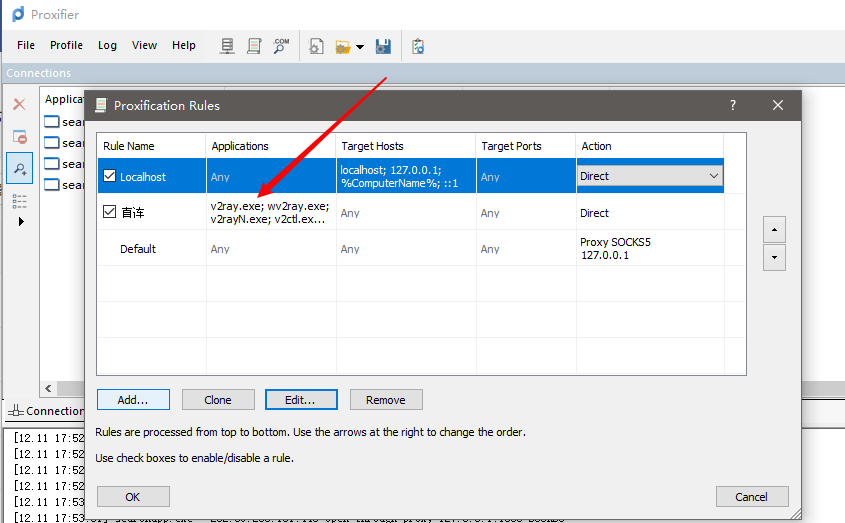 Proxifier
File Profile Log View Help
.COM
Connections
Applicat
sear
sear
sear
sear
Proxification Rules
Rule Name Applications Target Hosts Target Ports Action
Localhost Any localhost; 127.0.0.1; %ComputerName%; ::1 Any Direct
直连 v2ray.exe; wv2ray.exe; v2rayN.exe; v2ctl.ex... Any Any Direct
Default Any Any Any Proxy SOCKS5 127.0.0.1
Add... Clone Edit... Remove
Rules are processed from top to bottom. Use the arrows at the right to change the order.
Use check boxes to enable/disable a rule.
OK Cancel
Connection
[12.11 17:52
[12.11 17:52
[12.11 17:52
[12.11 17:52
[12.11 17:53